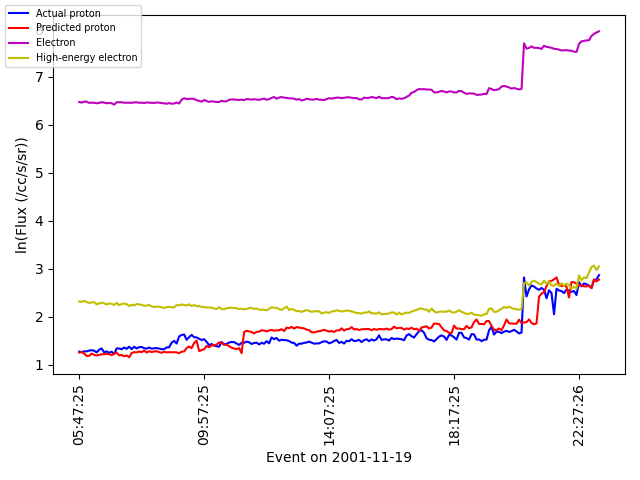 Actual proton
Predicted proton
Electron
High-energy electron
7
6
5
4
3
2
1
ln(Flux (/cc/s/sr))
05:47:25
09:57:25
14:07:25
18:17:25
22:27:26
Event on 2001-11-19